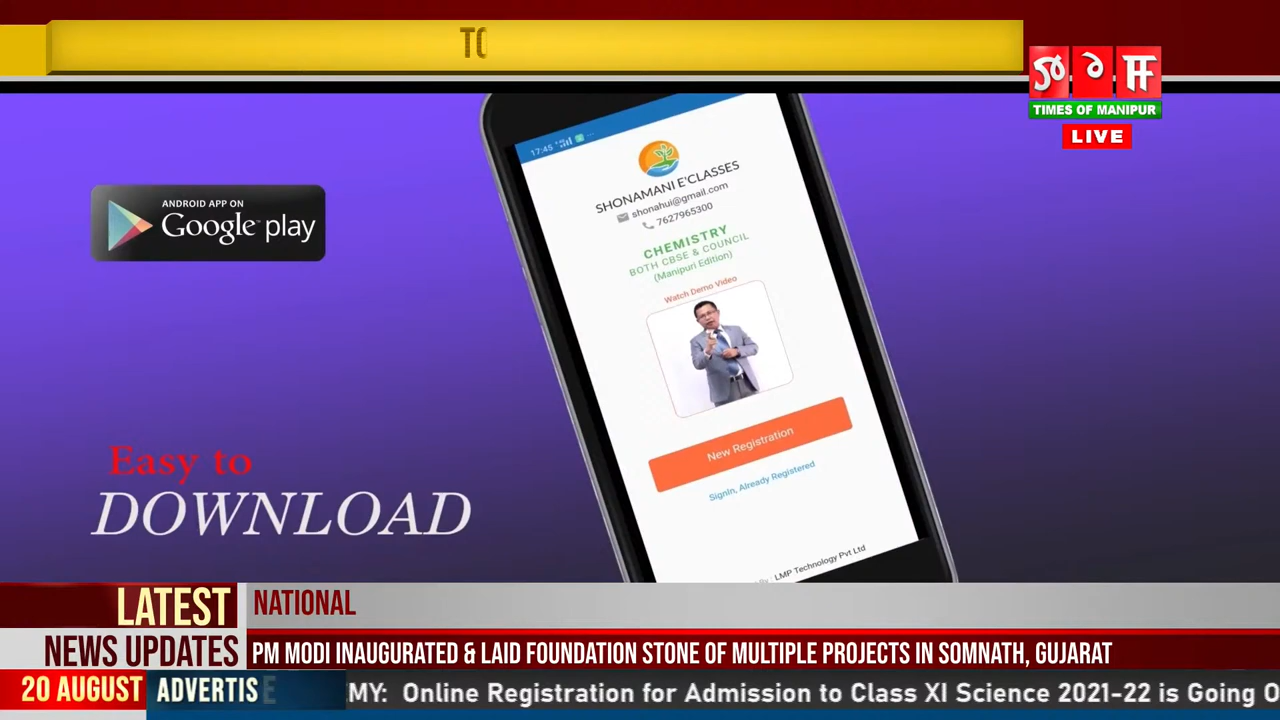 TO
ꯁ ꯂ ꯝ
TIMES OF MANIPUR
LIVE
ANDROID APP ON
Google play
17:45
SHONAMANI E'CLASSES
shonahui@gmail.com
7627965300
CHEMISTRY
BOTH CBSE & COUNCIL
(Manipuri Edition)
Watch Demo Video
New Registration
SignIn, Already Registered
LMP Technology Pvt Ltd
Easy to
DOWNLOAD
LATEST
NEWS UPDATES
NATIONAL
PM MODI INAUGURATED & LAID FOUNDATION STONE OF MULTIPLE PROJECTS IN SOMNATH, GUJARAT
20 AUGUST
ADVERTISE
MY: Online Registration for Admission to Class XI Science 2021-22 is Going O